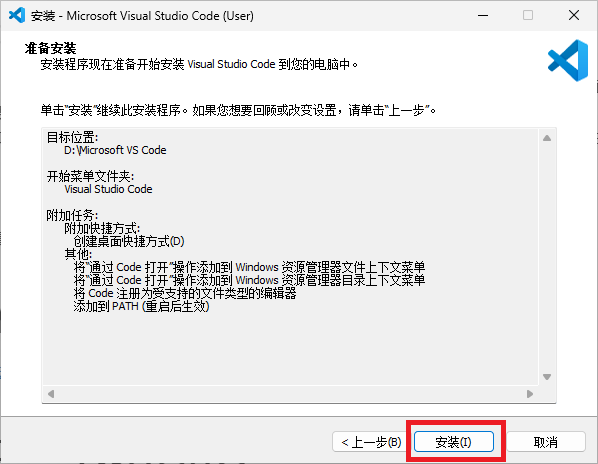 安装 - Microsoft Visual Studio Code (User)
准备安装
安装程序现在准备开始安装 Visual Studio Code 到您的电脑中。
单击“安装”继续此安装程序。如果您想要回顾或改变设置，请单击“上一步”。
目标位置:
D:\Microsoft VS Code
开始菜单文件夹:
Visual Studio Code
附加任务:
附加快捷方式:
创建桌面快捷方式(D)
其他:
将“通过 Code 打开”操作添加到 Windows 资源管理器文件上下文菜单
将“通过 Code 打开”操作添加到 Windows 资源管理器目录上下文菜单
将 Code 注册为受支持的文件类型的编辑器
添加到 PATH (重启后生效)
< 上一步(B)
安装(I)
取消